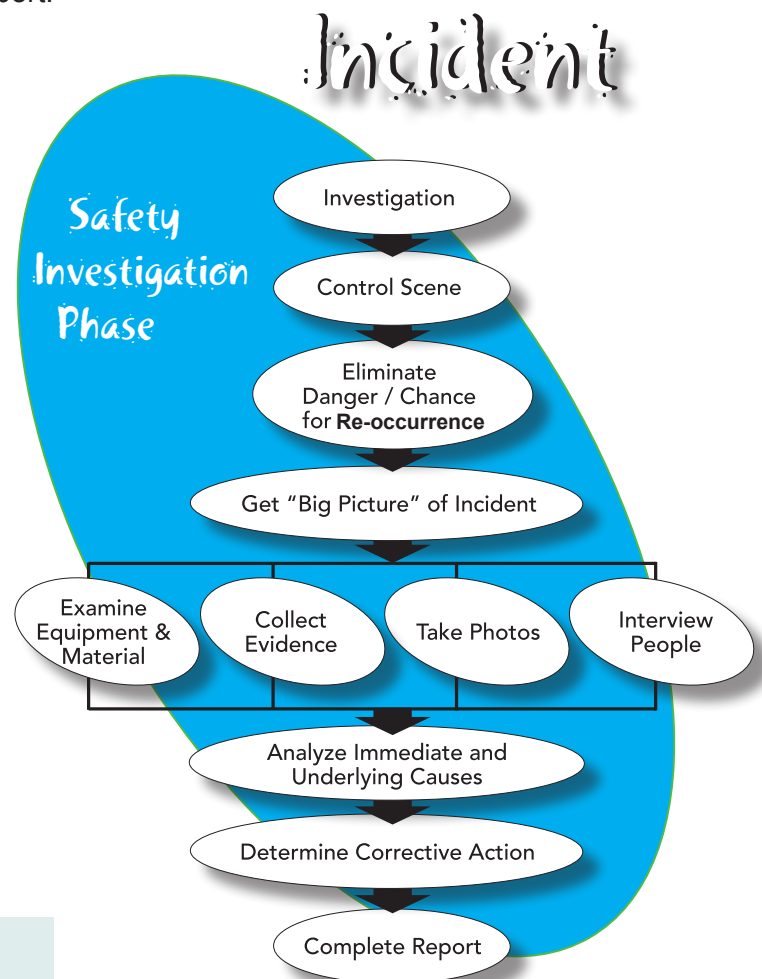 Incident
Safety
Investigation
Phase
Investigation
Control Scene
Eliminate
Danger / Chance
for Re-occurrence
Get “Big Picture” of Incident
Examine
Equipment &
Material
Collect
Evidence
Take Photos
Interview
People
Analyze Immediate and
Underlying Causes
Determine Corrective Action
Complete Report